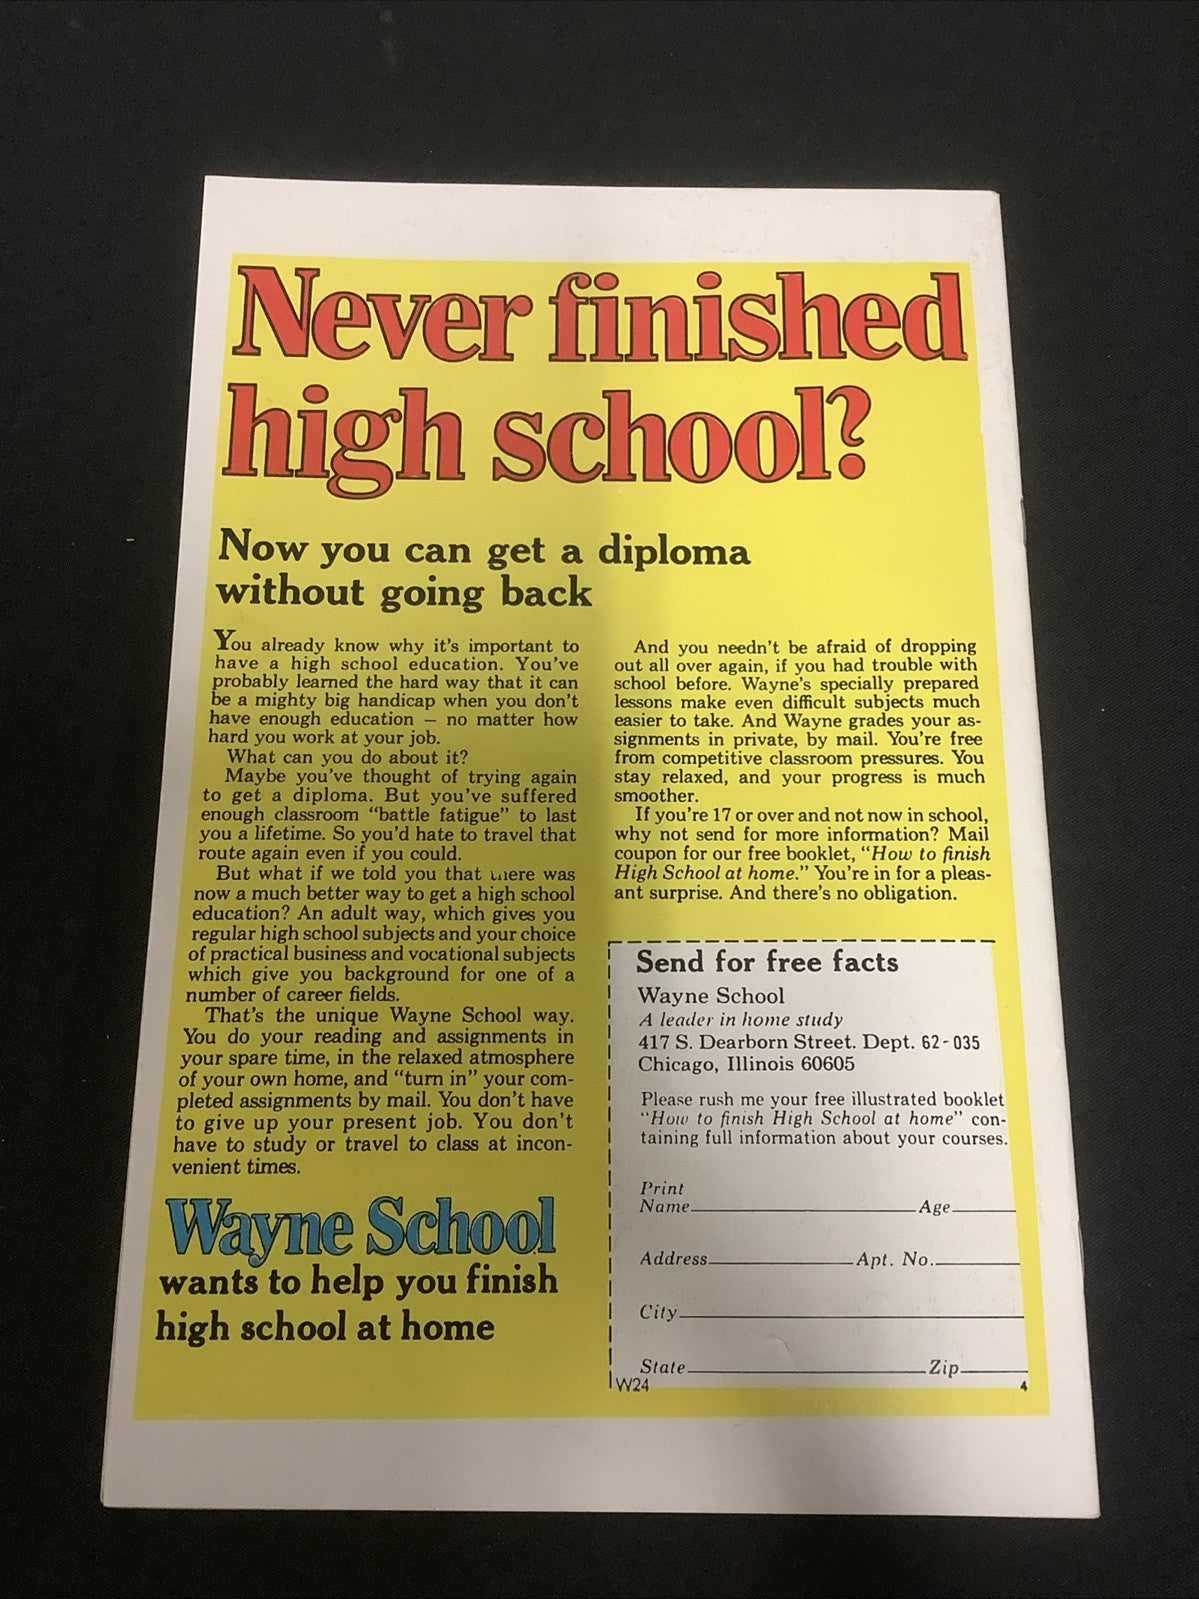 Never finished
high school?
Now you can get a diploma
without going back
You already know why it's important to
have a high school education. You've
probably learned the hard way that it can
be a mighty big handicap when you don't
have enough education — no matter how
hard you work at your job.
What can you do about it?
Maybe you've thought of trying again
to get a diploma. But you've suffered
enough classroom "battle fatigue" to last
you a lifetime. So you'd hate to travel that
route again even if you could.
But what if we told you that there was
now a much better way to get a high school
education? An adult way, which gives you
regular high school subjects and your choice
of practical business and vocational subjects
which give you background for one of a
number of career fields.
That's the unique Wayne School way.
You do your reading and assignments in
your spare time, in the relaxed atmosphere
of your own home, and "turn in" your com-
pleted assignments by mail. You don't have
to give up your present job. You don't
have to study or travel to class at incon-
venient times.
Wayne School
wants to help you finish
high school at home
And you needn't be afraid of dropping
out all over again, if you had trouble with
school before. Wayne's specially prepared
lessons make even difficult subjects much
easier to take. And Wayne grades your as-
signments in private, by mail. You're free
from competitive classroom pressures. You
stay relaxed, and your progress is much
smoother.
If you're 17 or over and not now in school,
why not send for more information? Mail
coupon for our free booklet, "How to finish
High School at home." You're in for a pleas-
ant surprise. And there's no obligation.
Send for free facts
Wayne School
A leader in home study
417 S. Dearborn Street. Dept. 62-035
Chicago, Illinois 60605
Please rush me your free illustrated booklet
"How to finish High School at home" con-
taining full information about your courses.
Print
Name Age
Address Apt. No.
City
State Zip
W24 4